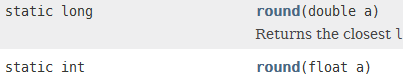 static long round(double a)
Returns the closest l
static int round(float a)